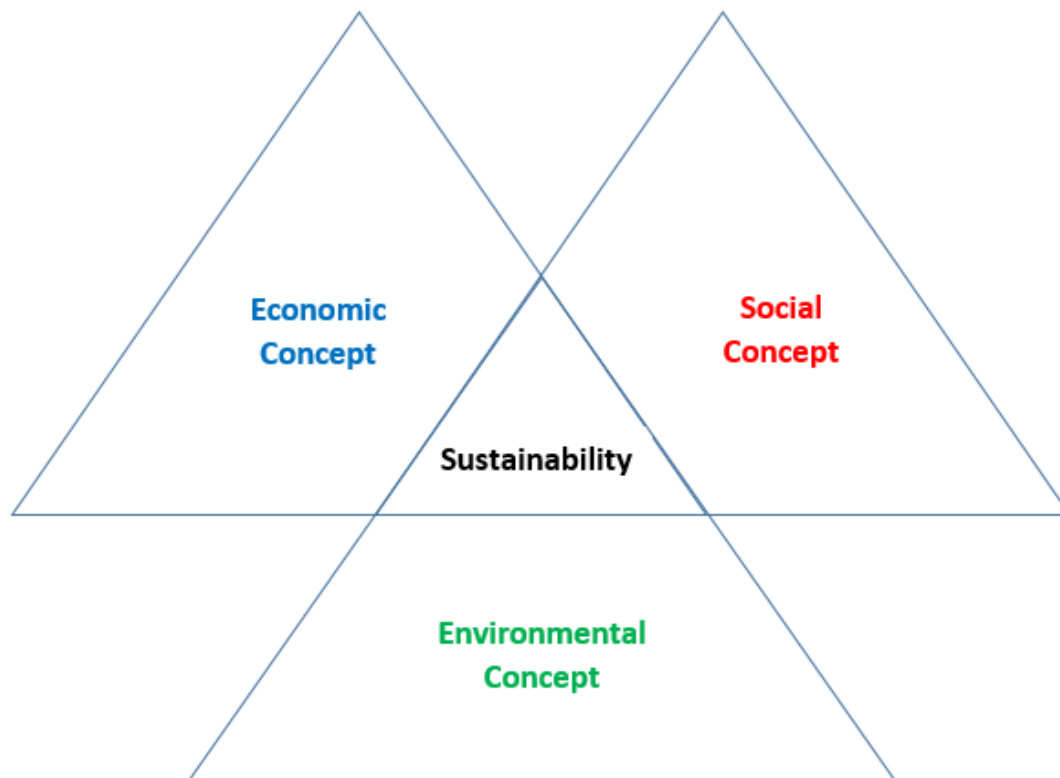 Economic
Concept
Social
Concept
Sustainability
Environmental
Concept